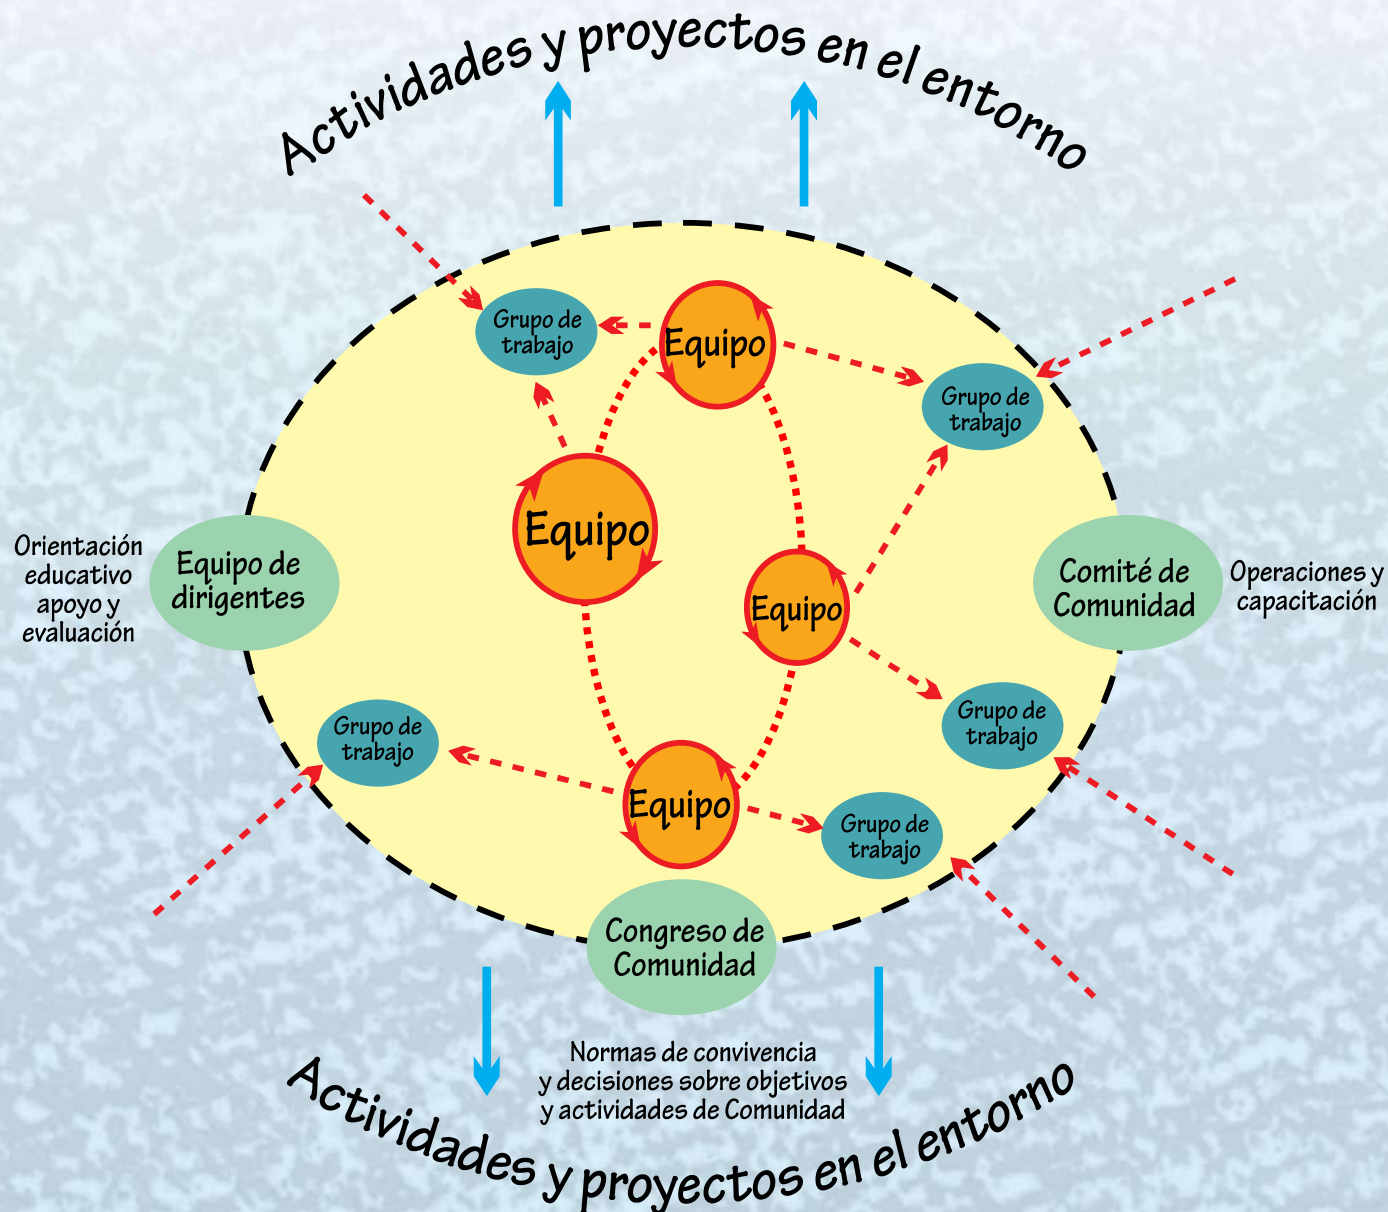 Actividades y proyectos en el entorno
Grupo de
trabajo
Equipo
Grupo de
trabajo
Equipo
Orientación
educativo
apoyo y
evaluación
Equipo de
dirigentes
Equipo
Comité de
Comunidad
Operaciones y
capacitación
Grupo de
trabajo
Grupo de
trabajo
Equipo
Grupo de
trabajo
Congreso de
Comunidad
Normas de convivencia
y decisiones sobre objetivos
y actividades de Comunidad
Actividades y proyectos en el entorno